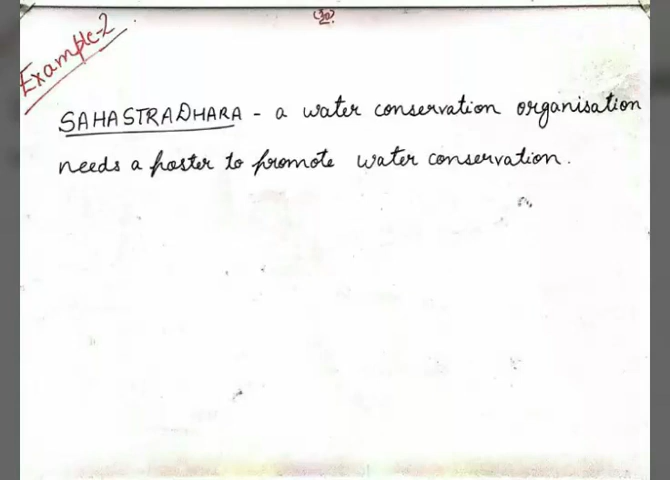 Example-2
SAHASTRADHARA - a water conservation organisation
needs a poster to promote water conservation.